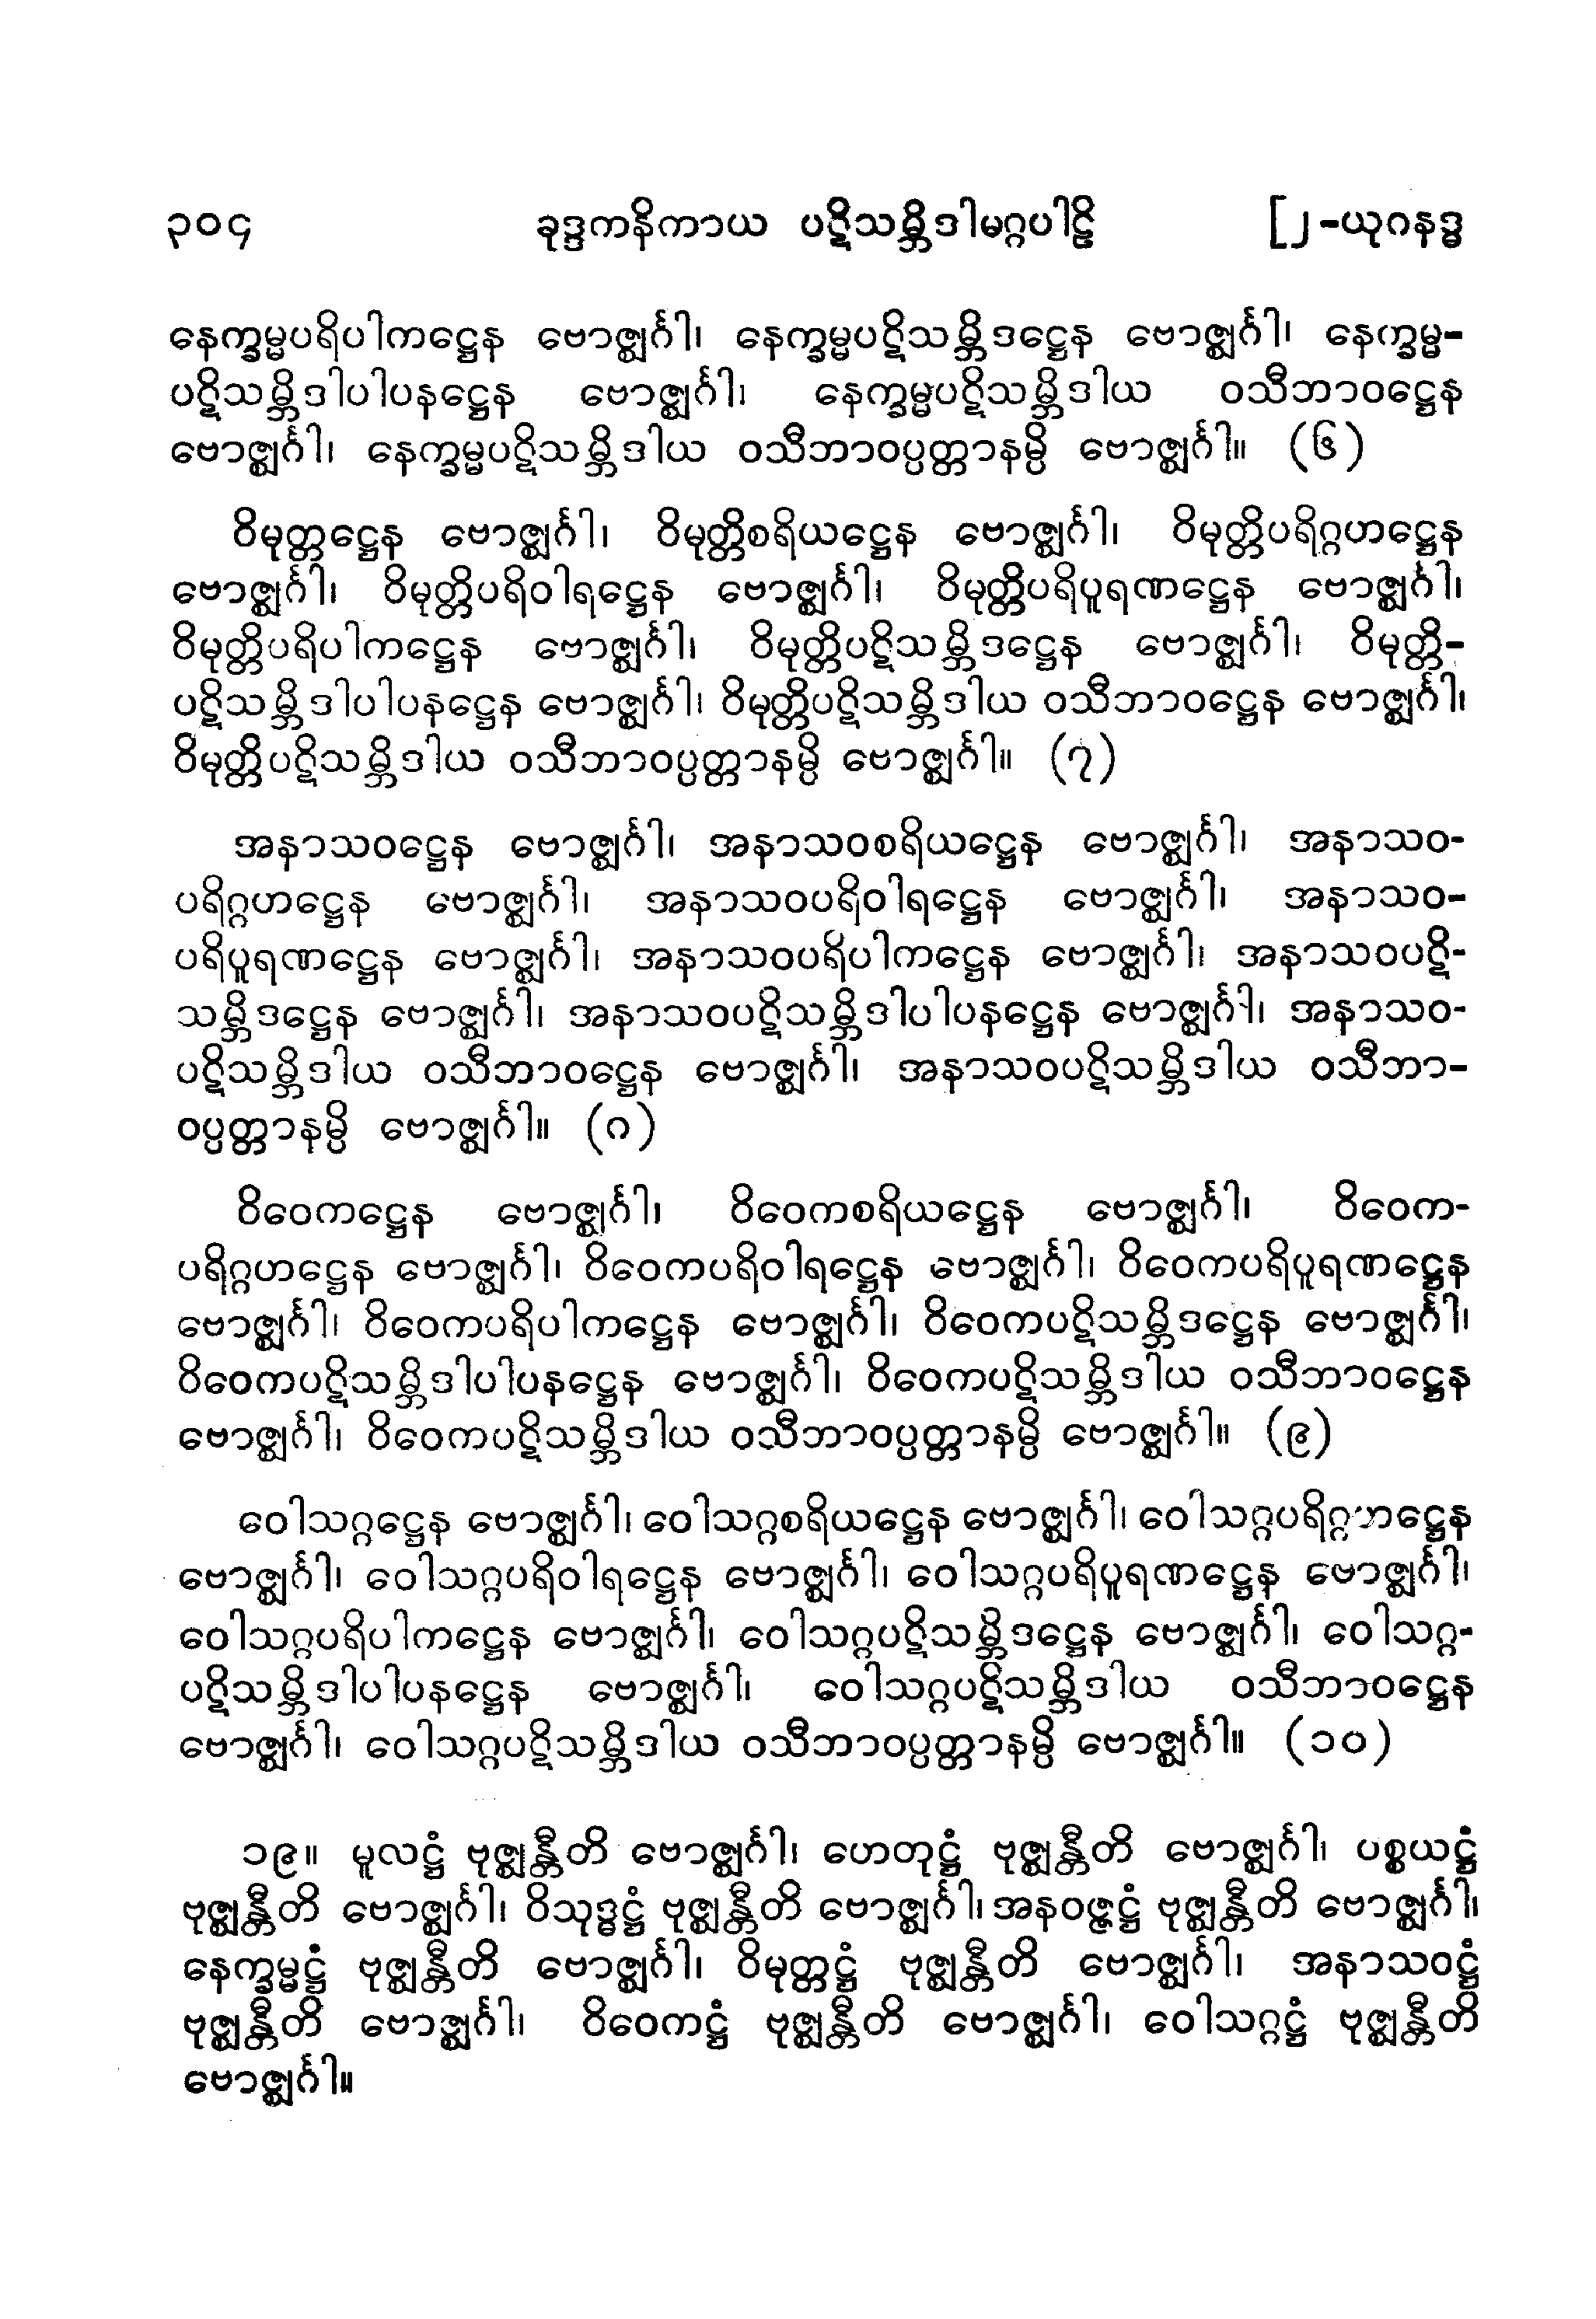 ၃၀၄ ခုဒ္ဒကနိကာယ ပဋိသမ္ဘိဒါမဂ္ဂပါဠိ [၂-ယုဂနဒ္ဓ
နေက္ခမ္မပရိပါကဋ္ဌေန ဗောဇ္ဈင်္ဂါ၊ နေက္ခမ္မပဋိသမ္ဘိဒဋ္ဌေန ဗောဇ္ဈင်္ဂါ၊ နေက္ခမ္မ-
ပဋိသမ္ဘိဒါပါပနဋ္ဌေန ဗောဇ္ဈင်္ဂါ၊ နေက္ခမ္မပဋိသမ္ဘိဒါယ ဝသီဘာဝဋ္ဌေန
ဗောဇ္ဈင်္ဂါ၊ နေက္ခမ္မပဋိသမ္ဘိဒါယ ဝသီဘာဝပ္ပတ္တာနမ္ပိ ဗောဇ္ဈင်္ဂါ။ (၆)
ဝိမုတ္တဋ္ဌေန ဗောဇ္ဈင်္ဂါ၊ ဝိမုတ္တိစရိယဋ္ဌေန ဗောဇ္ဈင်္ဂါ၊ ဝိမုတ္တိပရိဂ္ဂဟဋ္ဌေန
ဗောဇ္ဈင်္ဂါ၊ ဝိမုတ္တိပရိဝါရဋ္ဌေန ဗောဇ္ဈင်္ဂါ၊ ဝိမုတ္တိပရိပူရဏဋ္ဌေန ဗောဇ္ဈင်္ဂါ၊
ဝိမုတ္တိပရိပါကဋ္ဌေန ဗောဇ္ဈင်္ဂါ၊ ဝိမုတ္တိပဋိသမ္ဘိဒဋ္ဌေန ဗောဇ္ဈင်္ဂါ၊ ဝိမုတ္တိ-
ပဋိသမ္ဘိဒါပါပနဋ္ဌေန ဗောဇ္ဈင်္ဂါ၊ ဝိမုတ္တိပဋိသမ္ဘိဒါယ ဝသီဘာဝဋ္ဌေန ဗောဇ္ဈင်္ဂါ၊
ဝိမုတ္တိပဋိသမ္ဘိဒါယ ဝသီဘာဝပ္ပတ္တာနမ္ပိ ဗောဇ္ဈင်္ဂါ။ (၇)
အနာသဝဋ္ဌေန ဗောဇ္ဈင်္ဂါ၊ အနာသဝစရိယဋ္ဌေန ဗောဇ္ဈင်္ဂါ၊ အနာသဝ-
ပရိဂ္ဂဟဋ္ဌေန ဗောဇ္ဈင်္ဂါ၊ အနာသဝပရိဝါရဋ္ဌေန ဗောဇ္ဈင်္ဂါ၊ အနာသဝ-
ပရိပူရဏဋ္ဌေန ဗောဇ္ဈင်္ဂါ၊ အနာသဝပရိပါကဋ္ဌေန ဗောဇ္ဈင်္ဂါ၊ အနာသဝပဋိ-
သမ္ဘိဒဋ္ဌေန ဗောဇ္ဈင်္ဂါ၊ အနာသဝပဋိသမ္ဘိဒါပါပနဋ္ဌေန ဗောဇ္ဈင်္ဂါ၊ အနာသဝ-
ပဋိသမ္ဘိဒါယ ဝသီဘာဝဋ္ဌေန ဗောဇ္ဈင်္ဂါ၊ အနာသဝပဋိသမ္ဘိဒါယ ဝသီဘာ-
ဝပ္ပတ္တာနမ္ပိ ဗောဇ္ဈင်္ဂါ။ (၈)
ဝိဝေကဋ္ဌေန ဗောဇ္ဈင်္ဂါ၊ ဝိဝေကစရိယဋ္ဌေန ဗောဇ္ဈင်္ဂါ၊ ဝိဝေက-
ပရိဂ္ဂဟဋ္ဌေန ဗောဇ္ဈင်္ဂါ၊ ဝိဝေကပရိဝါရဋ္ဌေန ဗောဇ္ဈင်္ဂါ၊ ဝိဝေကပရိပူရဏဋ္ဌေန
ဗောဇ္ဈင်္ဂါ၊ ဝိဝေကပရိပါကဋ္ဌေန ဗောဇ္ဈင်္ဂါ၊ ဝိဝေကပဋိသမ္ဘိဒဋ္ဌေန ဗောဇ္ဈင်္ဂါ၊
ဝိဝေကပဋိသမ္ဘိဒါပါပနဋ္ဌေန ဗောဇ္ဈင်္ဂါ၊ ဝိဝေကပဋိသမ္ဘိဒါယ ဝသီဘာဝဋ္ဌေန
ဗောဇ္ဈင်္ဂါ၊ ဝိဝေကပဋိသမ္ဘိဒါယ ဝသီဘာဝပ္ပတ္တာနမ္ပိ ဗောဇ္ဈင်္ဂါ။ (၉)
ဝေါသဂ္ဂဋ္ဌေန ဗောဇ္ဈင်္ဂါ၊ ဝေါသဂ္ဂစရိယဋ္ဌေန ဗောဇ္ဈင်္ဂါ၊ ဝေါသဂ္ဂပရိဂ္ဂဟဋ္ဌေန
ဗောဇ္ဈင်္ဂါ၊ ဝေါသဂ္ဂပရိဝါရဋ္ဌေန ဗောဇ္ဈင်္ဂါ၊ ဝေါသဂ္ဂပရိပူရဏဋ္ဌေန ဗောဇ္ဈင်္ဂါ၊
ဝေါသဂ္ဂပရိပါကဋ္ဌေန ဗောဇ္ဈင်္ဂါ၊ ဝေါသဂ္ဂပဋိသမ္ဘိဒဋ္ဌေန ဗောဇ္ဈင်္ဂါ၊ ဝေါသဂ္ဂ-
ပဋိသမ္ဘိဒါပါပနဋ္ဌေန ဗောဇ္ဈင်္ဂါ၊ ဝေါသဂ္ဂပဋိသမ္ဘိဒါယ ဝသီဘာဝဋ္ဌေန
ဗောဇ္ဈင်္ဂါ၊ ဝေါသဂ္ဂပဋိသမ္ဘိဒါယ ဝသီဘာဝပ္ပတ္တာနမ္ပိ ဗောဇ္ဈင်္ဂါ။ (၁၀)
၁၉။ မူလဋ္ဌံ ဗုဇ္ဈန္တီတိ ဗောဇ္ဈင်္ဂါ၊ ဟေတုဋ္ဌံ ဗုဇ္ဈန္တီတိ ဗောဇ္ဈင်္ဂါ၊ ပစ္စယဋ္ဌံ
ဗုဇ္ဈန္တီတိ ဗောဇ္ဈင်္ဂါ၊ ဝိသုဒ္ဓဋ္ဌံ ဗုဇ္ဈန္တီတိ ဗောဇ္ဈင်္ဂါ၊ အနဝဇ္ဇဋ္ဌံ ဗုဇ္ဈန္တီတိ ဗောဇ္ဈင်္ဂါ၊
နေက္ခမ္မဋ္ဌံ ဗုဇ္ဈန္တီတိ ဗောဇ္ဈင်္ဂါ၊ ဝိမုတ္တဋ္ဌံ ဗုဇ္ဈန္တီတိ ဗောဇ္ဈင်္ဂါ၊ အနာသဝဋ္ဌံ
ဗုဇ္ဈန္တီတိ ဗောဇ္ဈင်္ဂါ၊ ဝိဝေကဋ္ဌံ ဗုဇ္ဈန္တီတိ ဗောဇ္ဈင်္ဂါ၊ ဝေါသဂ္ဂဋ္ဌံ ဗုဇ္ဈန္တီတိ
ဗောဇ္ဈင်္ဂါ။